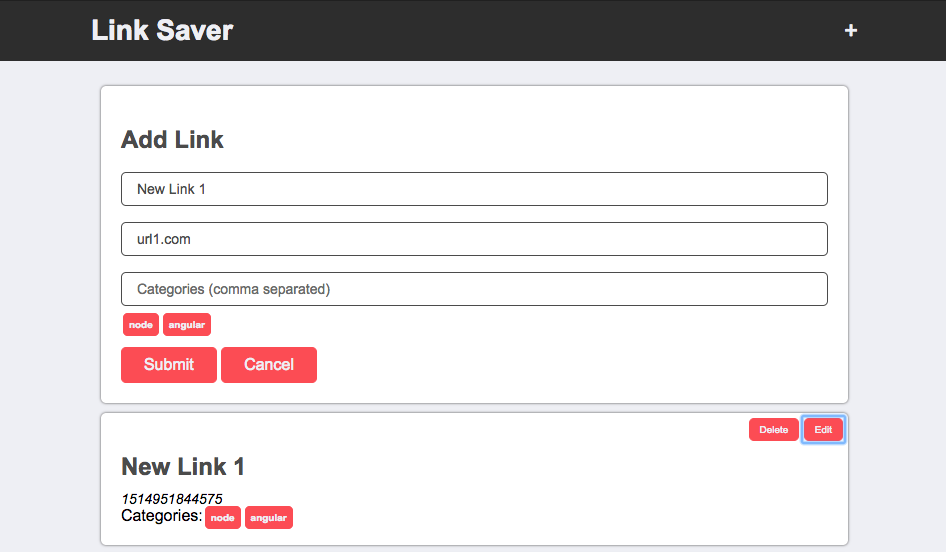 Link Saver +
Add Link
New Link 1
url1.com
Categories (comma separated)
node angular
Submit Cancel
Delete Edit
New Link 1
1514951844575
Categories: node angular